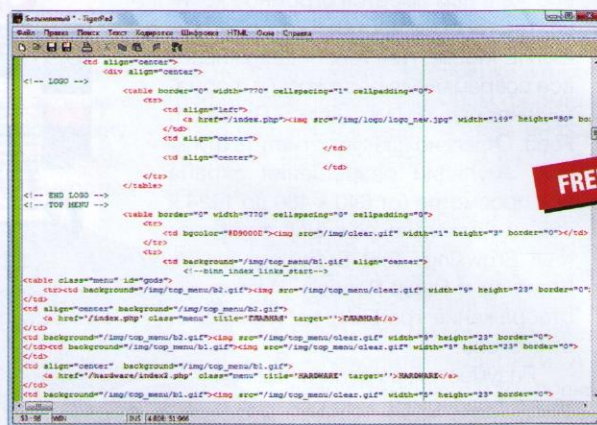 Безымянный * - TigerPad
Файл Правка Поиск Текст Кодировки Шифровка HTML Окна Справка
<td align="center">
<div align="center">
<!-- LOGO -->
<table border="0" width="770" cellspacing="1" cellpadding="0">
<tr>
<td align="left">
<a href="/index.php"><img src="/img/logo/logo_new.jpg" width="149" height="80" bo
</td>
<td align="center">
</td>
<td align="center">
</td>
</tr>
</table>
<!-- END LOGO -->
<!-- TOP MENU -->
<table border="0" width="770" cellspacing="0" cellpadding="0">
<tr>
<td bgcolor="#D9000D"><img src="/img/clear.gif" width="1" height="3" border="0"></td>
</tr>
<tr>
<td background="/img/top_menu/b1.gif" align="center">
<!--binn_index_links_start-->
<table class="menu" id="gods">
<tr><td background="/img/top_menu/b2.gif"><img src="/img/top_menu/clear.gif" width="9" height="23" border="0"
</td>
<td align="center" background="/img/top_menu/b2.gif">
<a href='/index.php' class="menu" title='ГЛАВНАЯ' target=''>ГЛАВНАЯ</a>
</td>
<td background="/img/top_menu/b2.gif"><img src="/img/top_menu/clear.gif" width="9" height="23" border="0">
</td><td background="/img/top_menu/b1.gif"><img src="/img/top_menu/clear.gif" width="5" height="23" border="0">
</td>
<td align="center" background="/img/top_menu/b1.gif">
<a href='/hardware/index2.php' class="menu" title='HARDWARE' target=''>HARDWARE</a>
</td>
<td background="/img/top_menu/b1.gif"><img src="/img/top_menu/clear.gif" width="5" height="23" border="0">
WIN INS
FREE